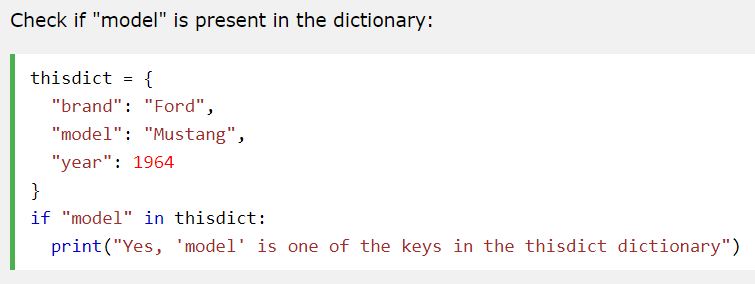 Check if "model" is present in the dictionary:
thisdict = {
  "brand": "Ford",
  "model": "Mustang",
  "year": 1964
}
if "model" in thisdict:
  print("Yes, 'model' is one of the keys in the thisdict dictionary")